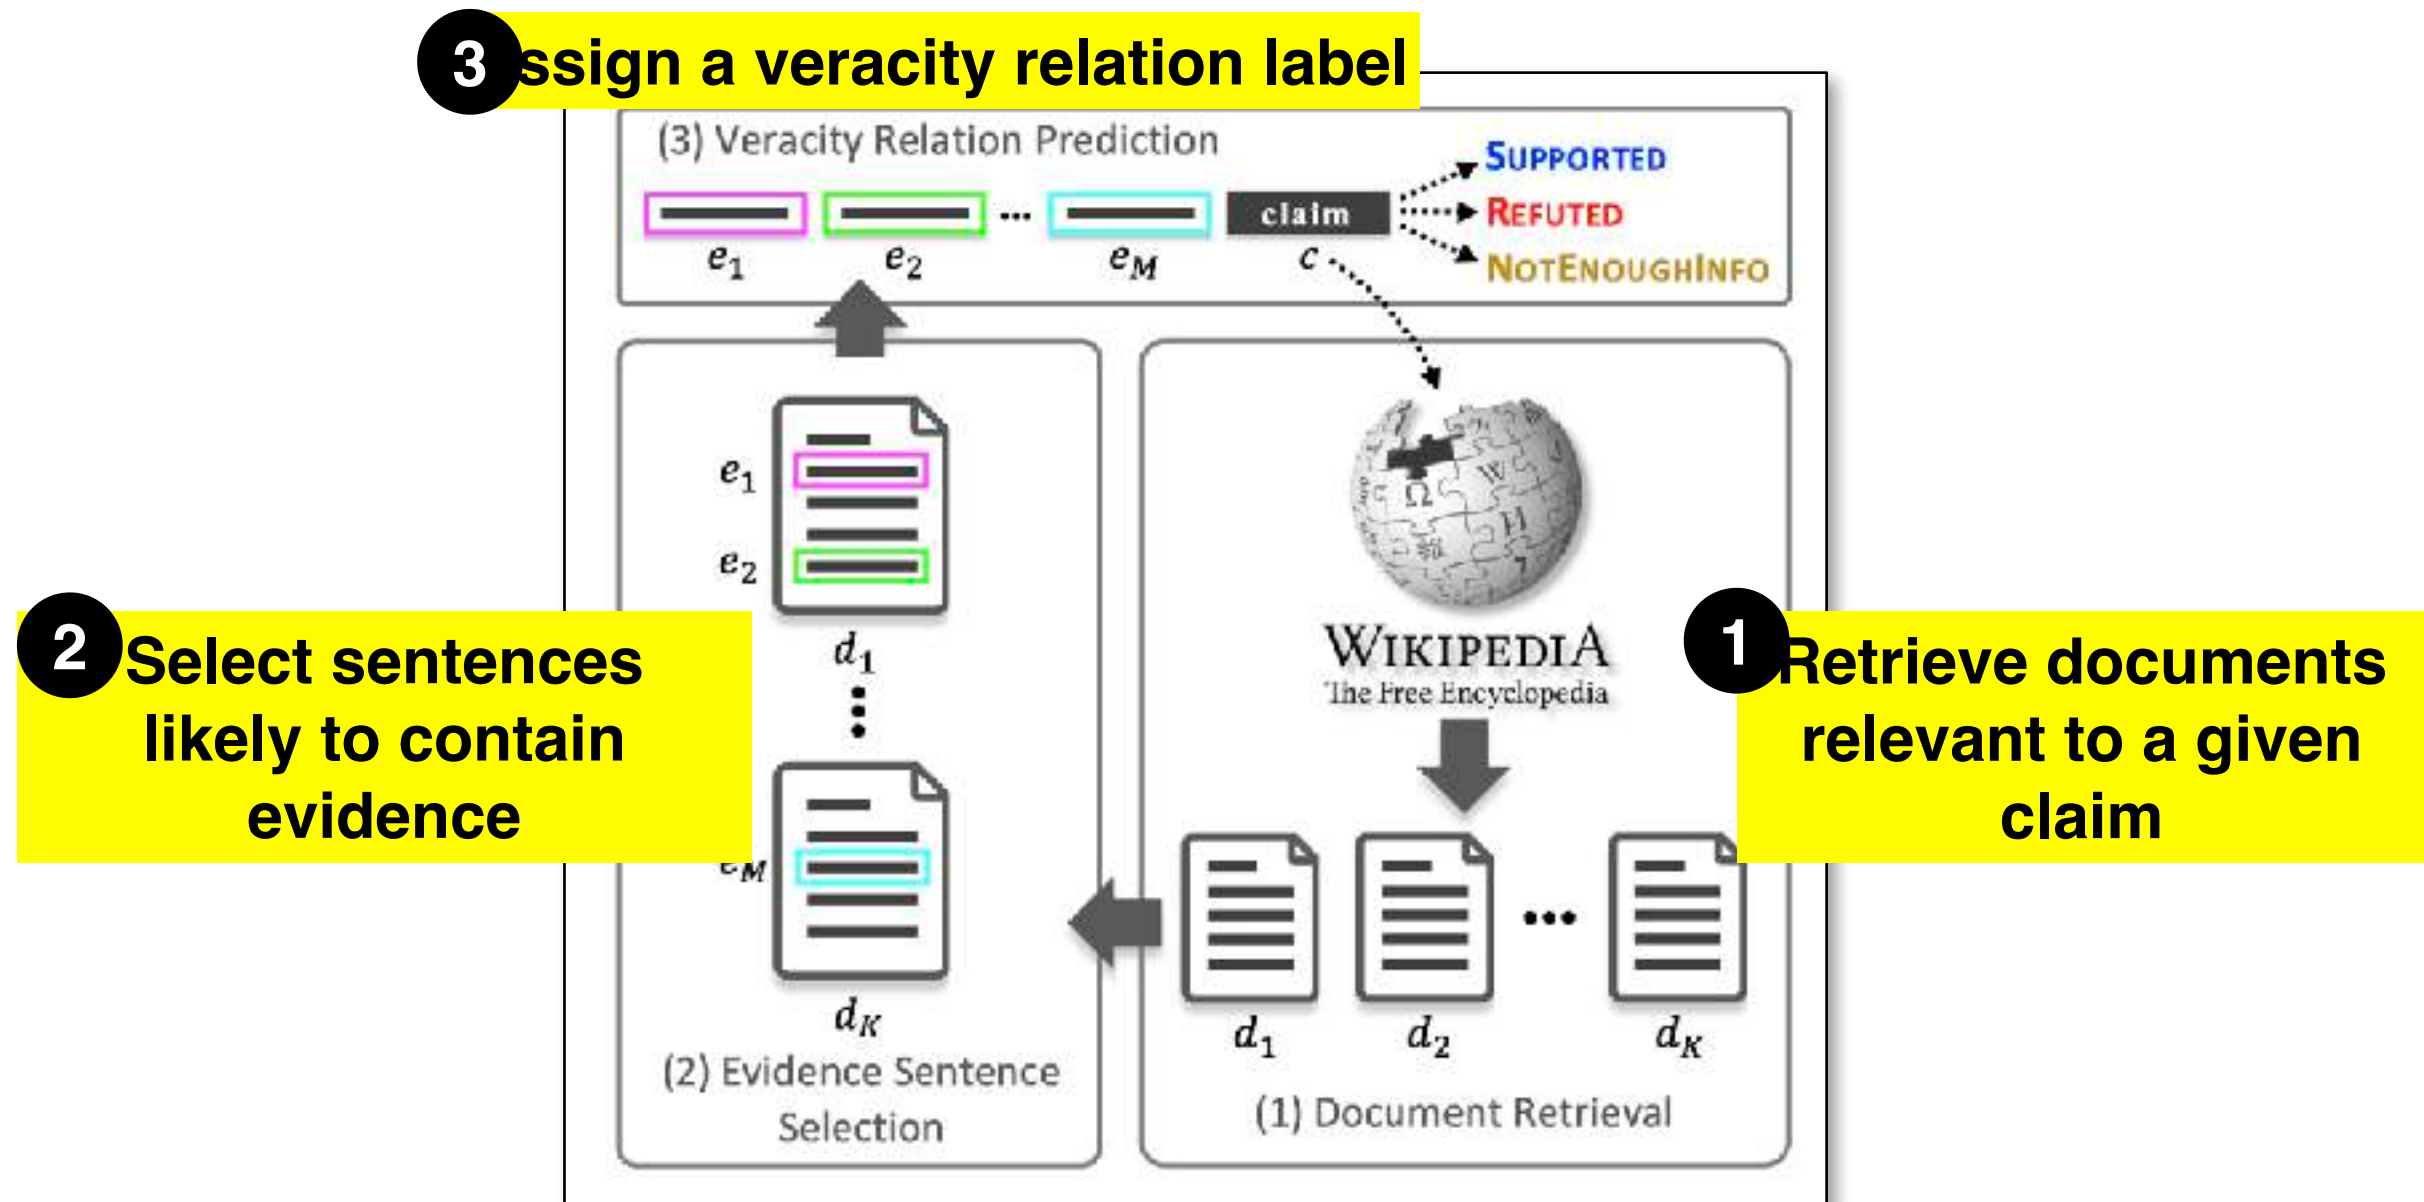 3 ssign a veracity relation label
(3) Veracity Relation Prediction
SUPPORTED
REFUTED
NOTENOUGHINFO
claim
e1 e2 ... eM c
e1
e2
d1
eM
dK
(2) Evidence Sentence
Selection
2 Select sentences
likely to contain
evidence
WIKIPEDIA
The Free Encyclopedia
d1 d2 ... dK
(1) Document Retrieval
1 Retrieve documents
relevant to a given
claim